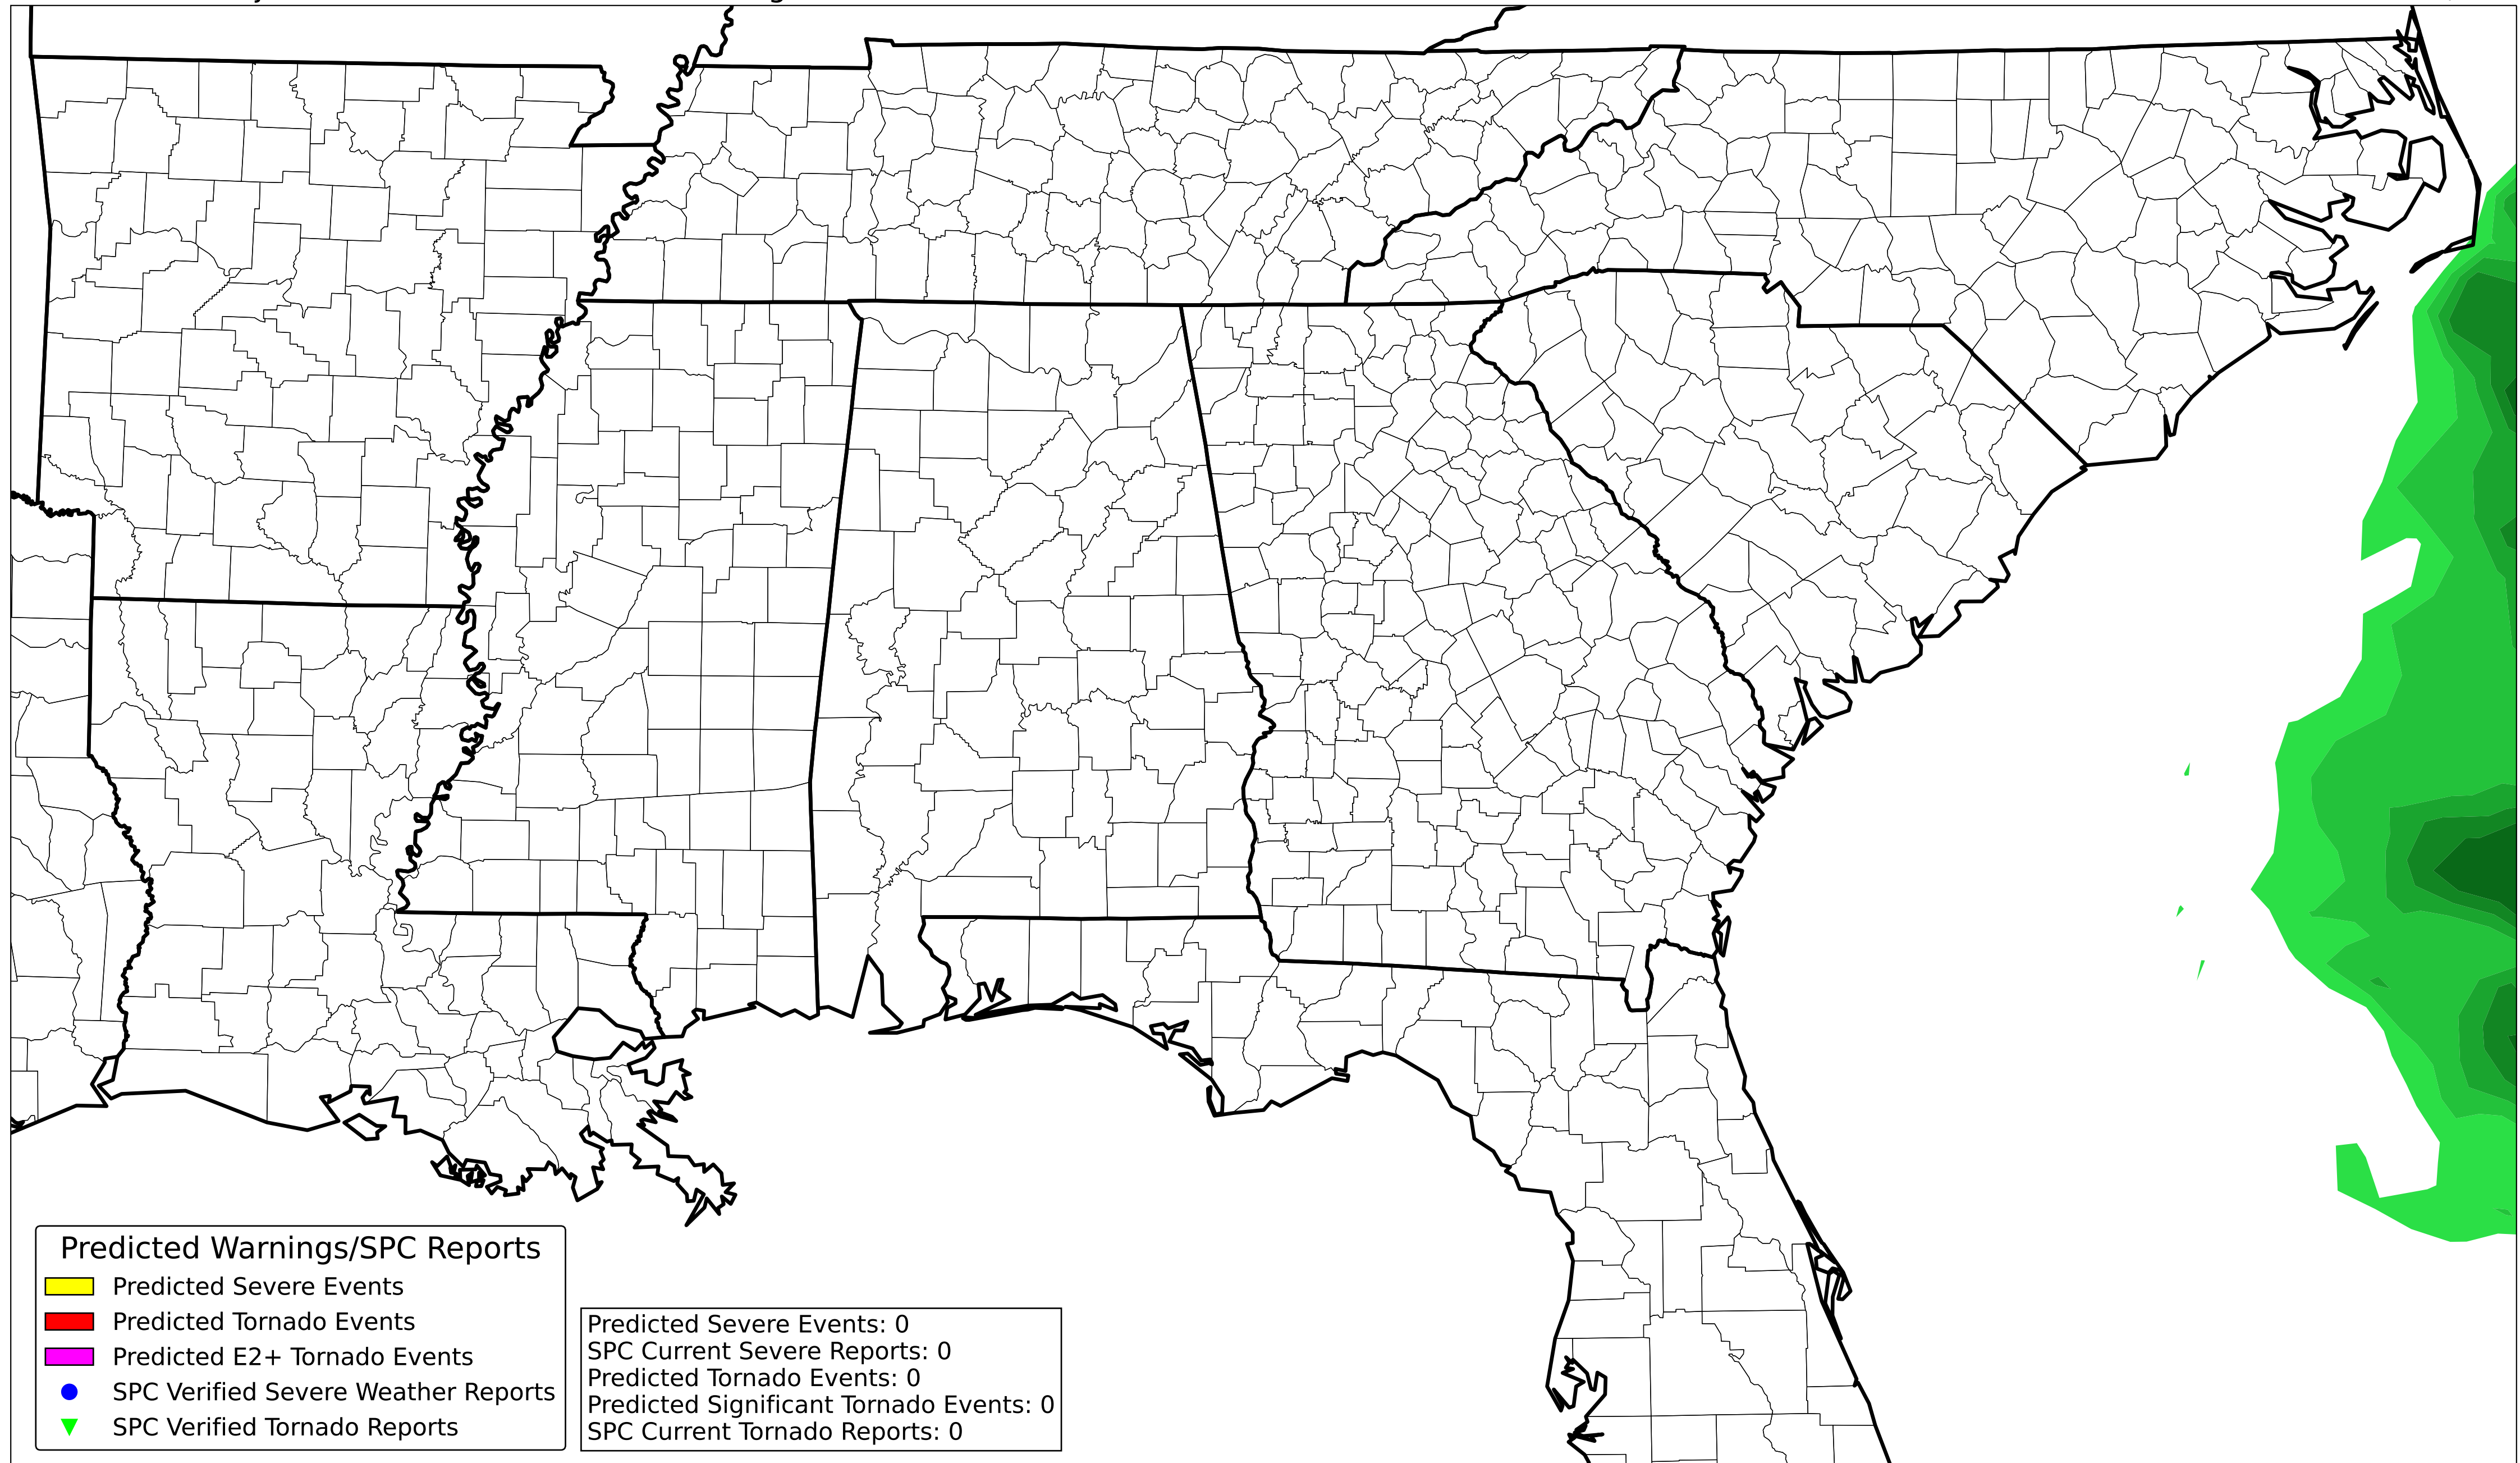 Predicted Warnings/SPC Reports
Predicted Severe Events
Predicted Tornado Events
Predicted E2+ Tornado Events
SPC Verified Severe Weather Reports
SPC Verified Tornado Reports
Predicted Severe Events: 0
SPC Current Severe Reports: 0
Predicted Tornado Events: 0
Predicted Significant Tornado Events: 0
SPC Current Tornado Reports: 0